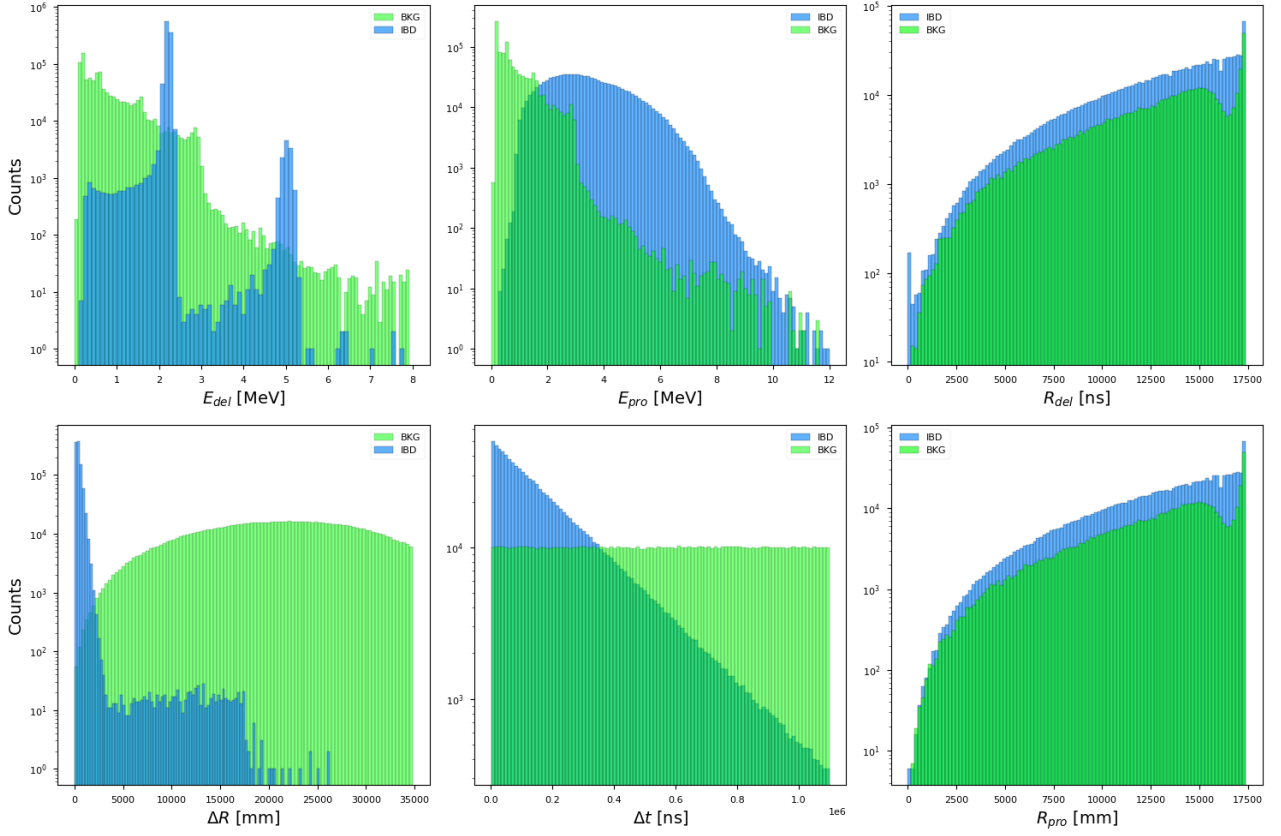 10^6
10^5
10^4
10^3
10^2
10^1
10^0
Counts
BKG
IBD
0 1 2 3 4 5 6 7 8
E_del [MeV]
10^5
10^4
10^3
10^2
10^1
10^0
IBD
BKG
0 2 4 6 8 10 12
E_pro [MeV]
10^5
10^4
10^3
10^2
10^1
IBD
BKG
0 2500 5000 7500 10000 12500 15000 17500
R_del [ns]
10^5
10^4
10^3
10^2
10^1
10^0
Counts
BKG
IBD
0 5000 10000 15000 20000 25000 30000 35000
ΔR [mm]
10^4
10^3
IBD
BKG
0.0 0.2 0.4 0.6 0.8 1.0
1e6
Δt [ns]
10^5
10^4
10^3
10^2
10^1
10^0
IBD
BKG
0 2500 5000 7500 10000 12500 15000 17500
R_pro [mm]